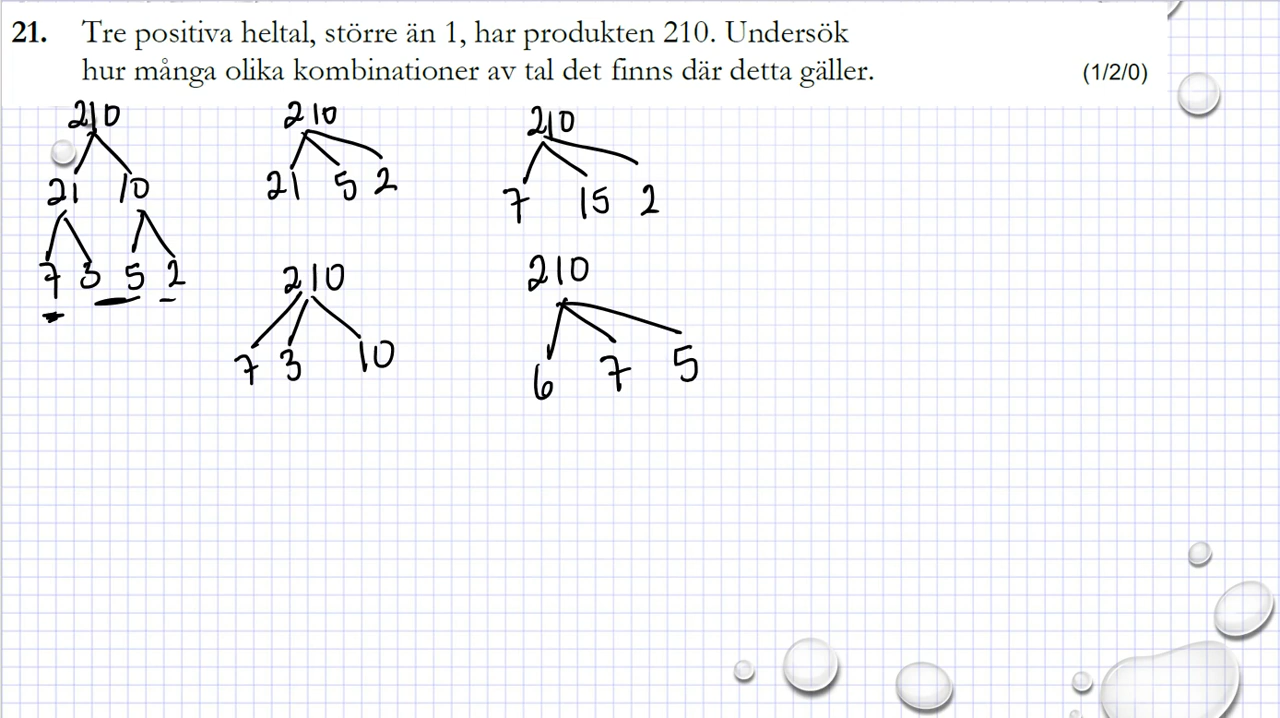 21. Tre positiva heltal, större än 1, har produkten 210. Undersök
hur många olika kombinationer av tal det finns där detta gäller. (1/2/0)
210
21 10
7 3 5 2
210
21 5 2
210
7 15 2
210
7 3 10
210
6 7 5